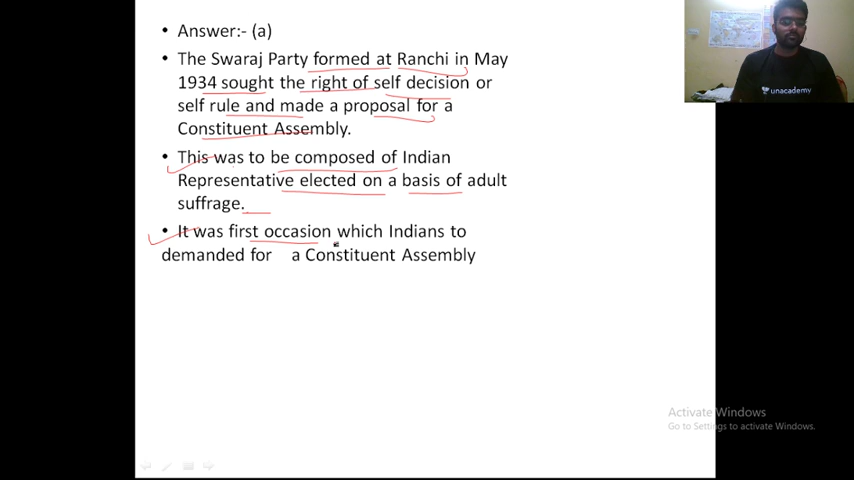 • Answer:- (a)
• The Swaraj Party formed at Ranchi in May
1934 sought the right of self decision or
self rule and made a proposal for a
Constituent Assembly.
• This was to be composed of Indian
Representative elected on a basis of adult
suffrage.
• It was first occasion which Indians to
demanded for a Constituent Assembly
unacademy
Activate Windows
Go to Settings to activate Windows.